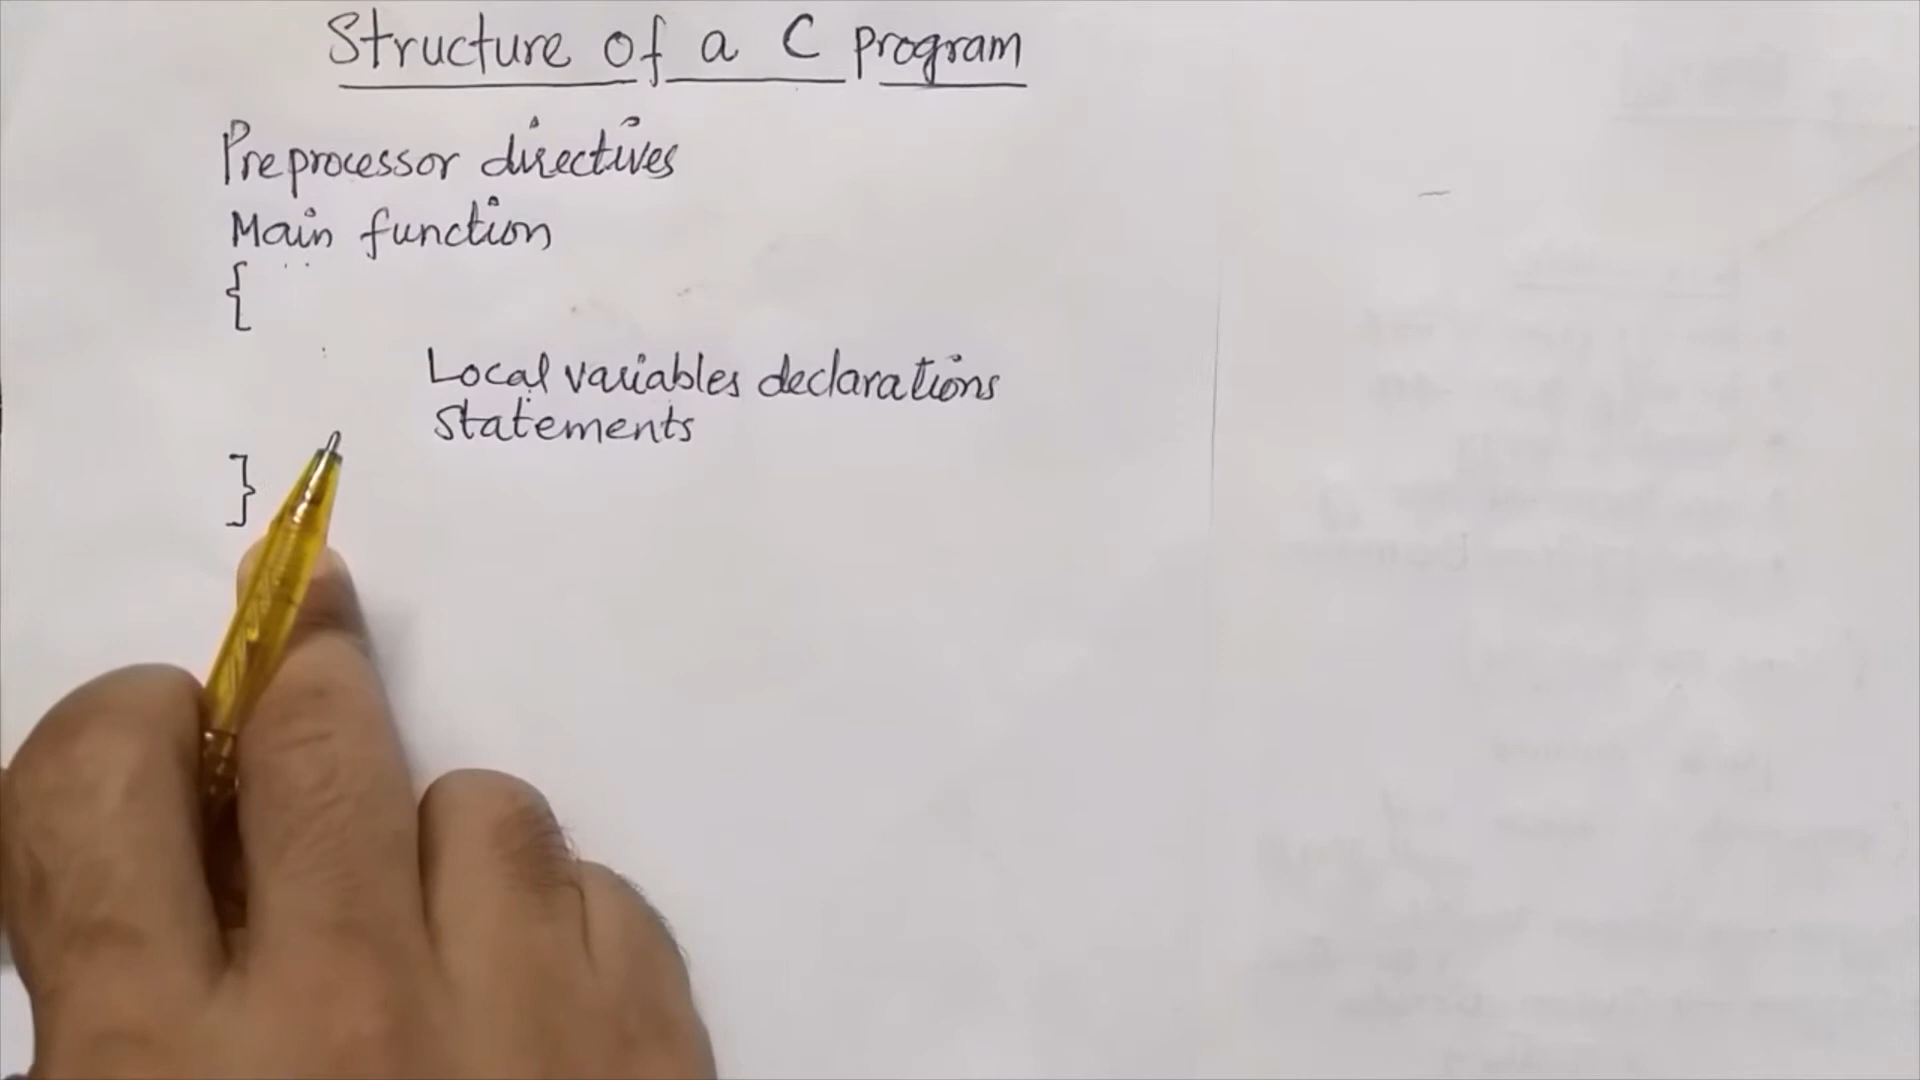 Structure of a C program
Preprocessor directives
Main function
{
Local variables declarations
Statements
}